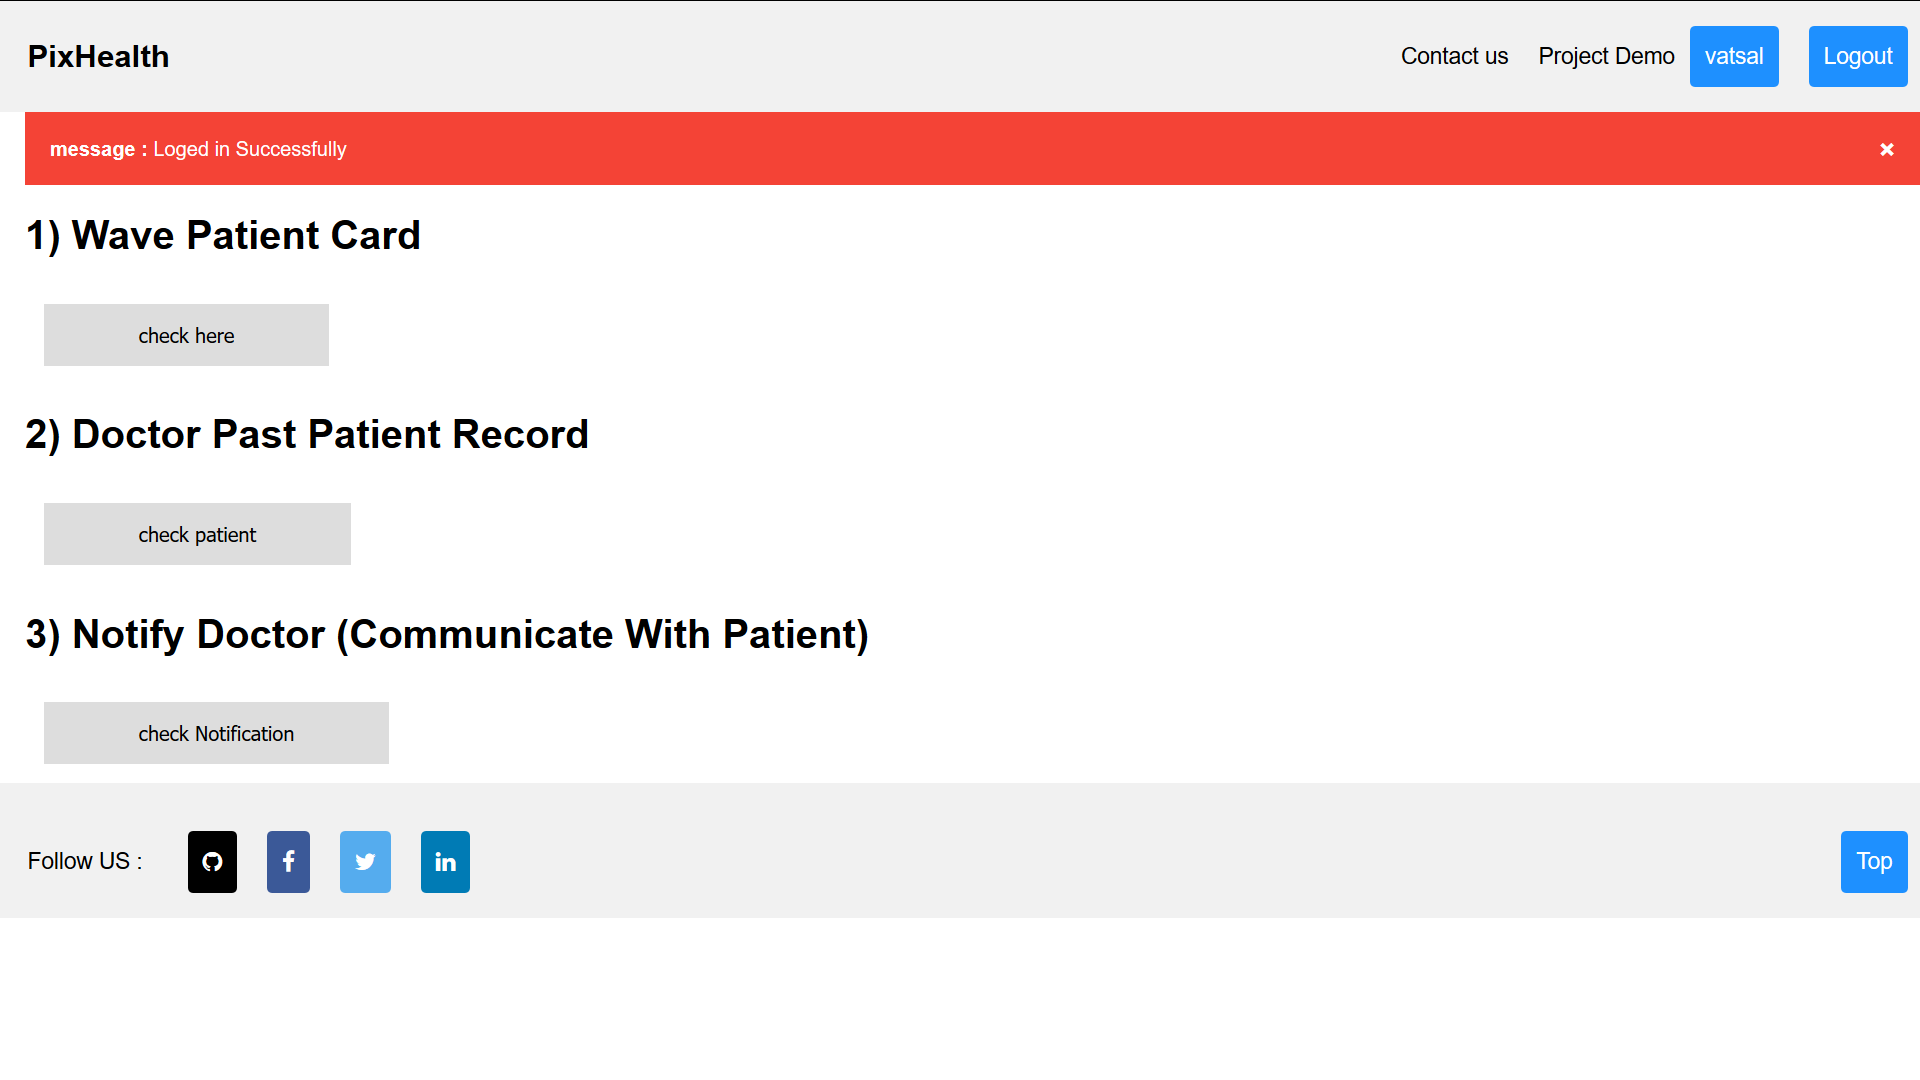 PixHealth
Contact us
Project Demo
vatsal
Logout
message : Loged in Successfully
1) Wave Patient Card
check here
2) Doctor Past Patient Record
check patient
3) Notify Doctor (Communicate With Patient)
check Notification
Follow US :
Top